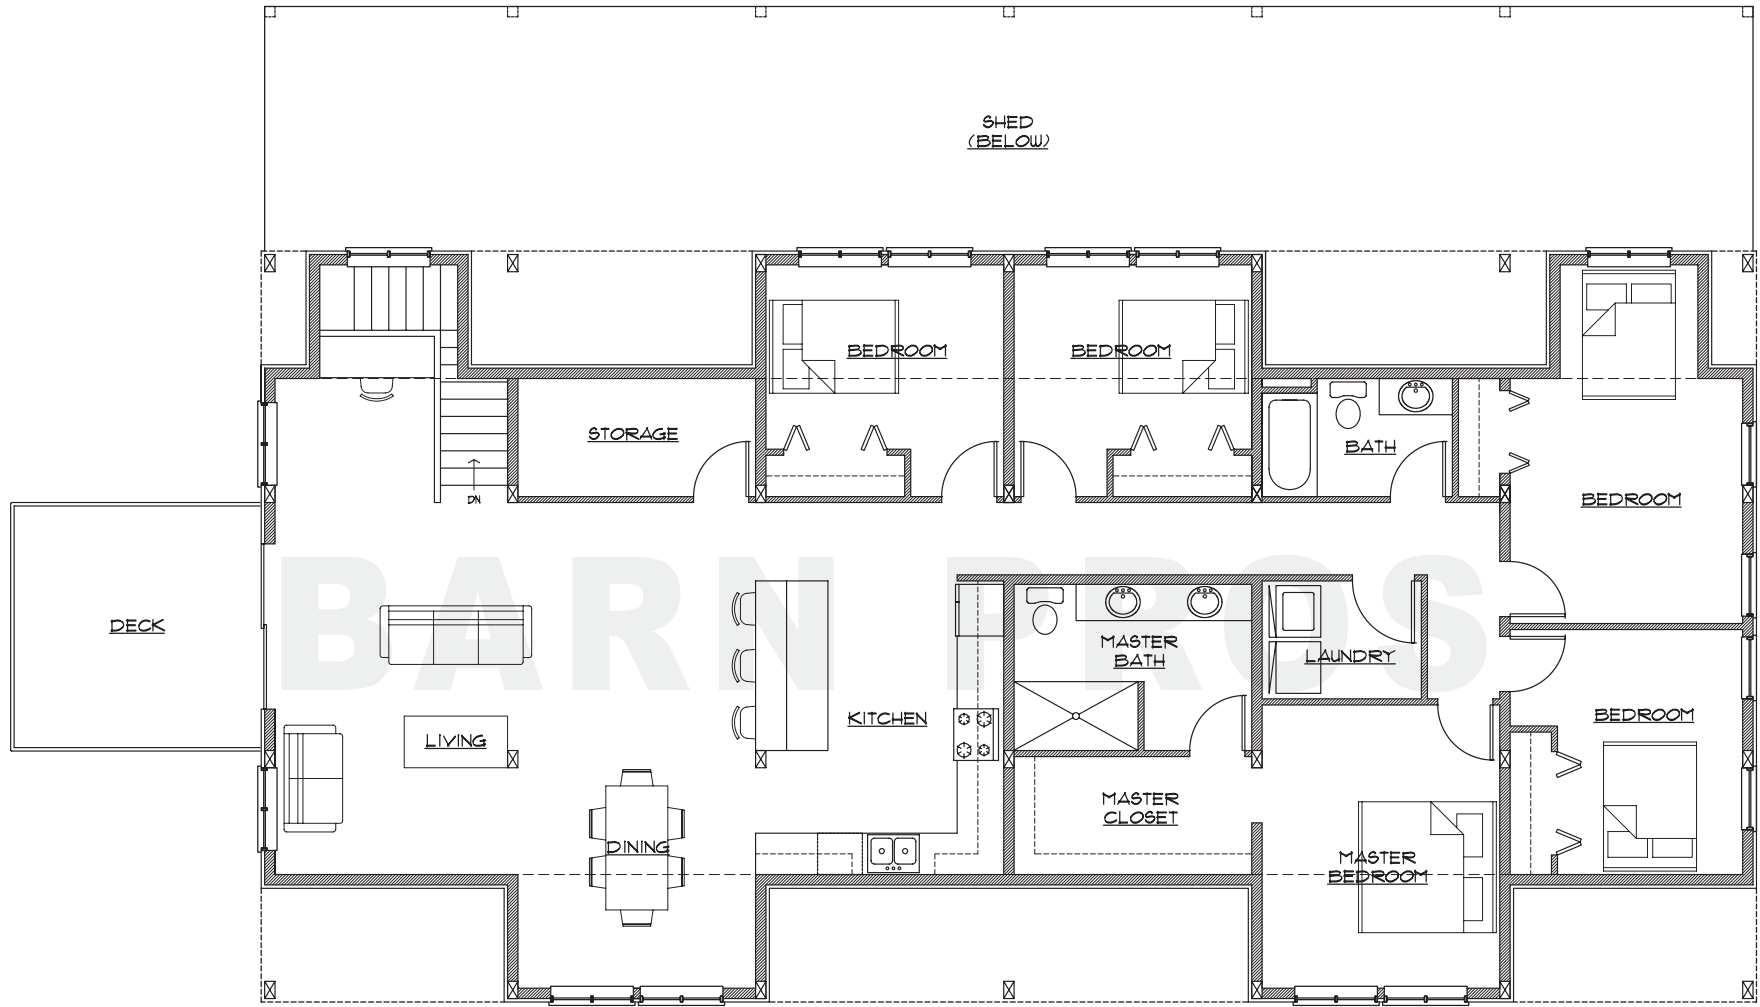 SHED
(BELOW)
BEDROOM
BEDROOM
STORAGE
BATH
DN
BEDROOM
BARN PROS
DECK
MASTER
BATH
LAUNDRY
LIVING
KITCHEN
BEDROOM
MASTER
CLOSET
DINING
MASTER
BEDROOM